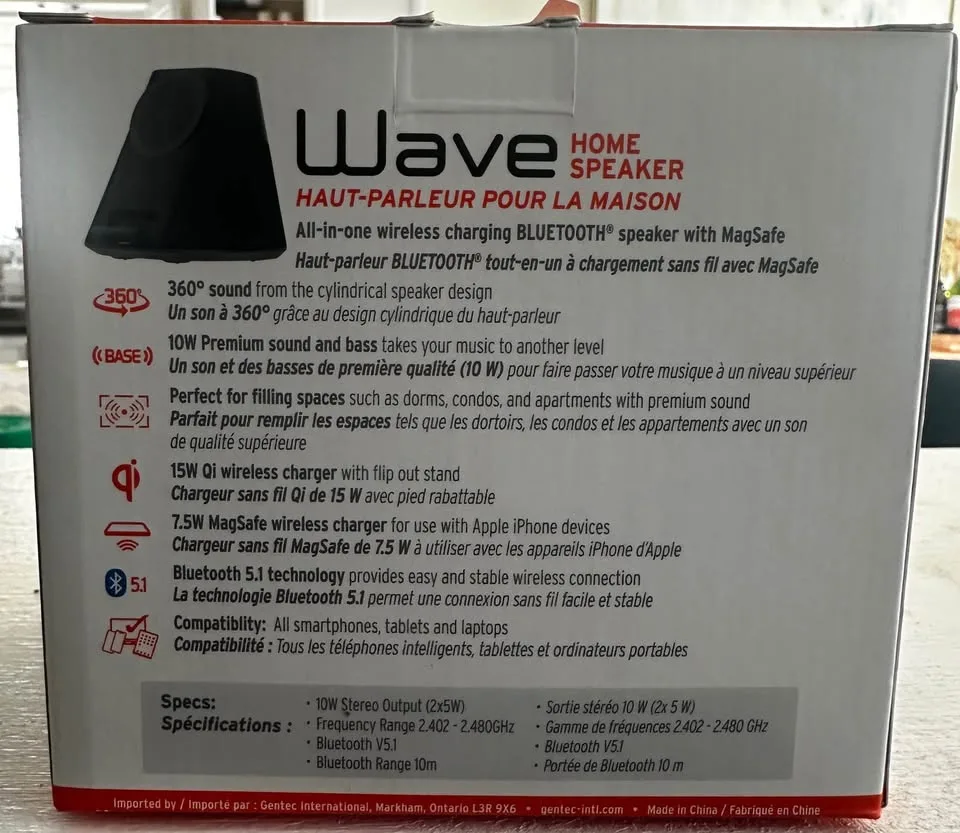 Wave HOME SPEAKER
HAUT-PARLEUR POUR LA MAISON
All-in-one wireless charging BLUETOOTH® speaker with MagSafe
Haut-parleur BLUETOOTH® tout-en-un à chargement sans fil avec MagSafe
360°
360° sound from the cylindrical speaker design
Un son à 360° grâce au design cylindrique du haut-parleur
BASE
10W Premium sound and bass takes your music to another level
Un son et des basses de première qualité (10 W) pour faire passer votre musique à un niveau supérieur
Perfect for filling spaces such as dorms, condos, and apartments with premium sound
Parfait pour remplir les espaces tels que les dortoirs, les condos et les appartements avec un son
de qualité supérieure
qi
15W Qi wireless charger with flip out stand
Chargeur sans fil Qi de 15 W avec pied rabattable
7.5W MagSafe wireless charger for use with Apple iPhone devices
Chargeur sans fil MagSafe de 7.5 W à utiliser avec les appareils iPhone d'Apple
5.1
Bluetooth 5.1 technology provides easy and stable wireless connection
La technologie Bluetooth 5.1 permet une connexion sans fil facile et stable
Compatiblity: All smartphones, tablets and laptops
Compatibilité : Tous les téléphones intelligents, tablettes et ordinateurs portables
Specs:
Spécifications :
• 10W Stereo Output (2x5W)
• Frequency Range 2.402 - 2.480GHz
• Bluetooth V5.1
• Bluetooth Range 10m
• Sortie stéréo 10 W (2x 5 W)
• Gamme de fréquences 2.402 - 2.480 GHz
• Bluetooth V5.1
• Portée de Bluetooth 10 m
Imported by / Importé par : Gentec International, Markham, Ontario L3R 9X6 • gentec-intl.com • Made in China / Fabriqué en Chine